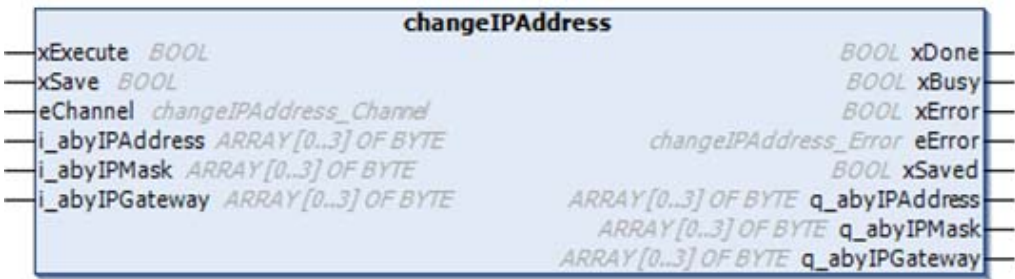 changeIPAddress
xExecute BOOL BOOL xDone
xSave BOOL BOOL xBusy
eChannel changeIPAddress_Channel BOOL xError
i_abyIPAddress ARRAY [0..3] OF BYTE changeIPAddress_Error eError
i_abyIPMask ARRAY [0..3] OF BYTE BOOL xSaved
i_abyIPGateway ARRAY [0..3] OF BYTE ARRAY [0..3] OF BYTE q_abyIPAddress
ARRAY [0..3] OF BYTE q_abyIPMask
ARRAY [0..3] OF BYTE q_abyIPGateway